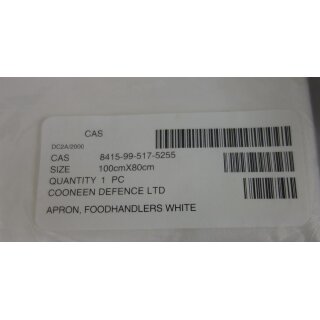 CAS
DC2A/2000
CAS 8415-99-517-5255
SIZE 100cmX80cm
QUANTITY 1 PC
COONEEN DEFENCE LTD
APRON, FOODHANDLERS WHITE